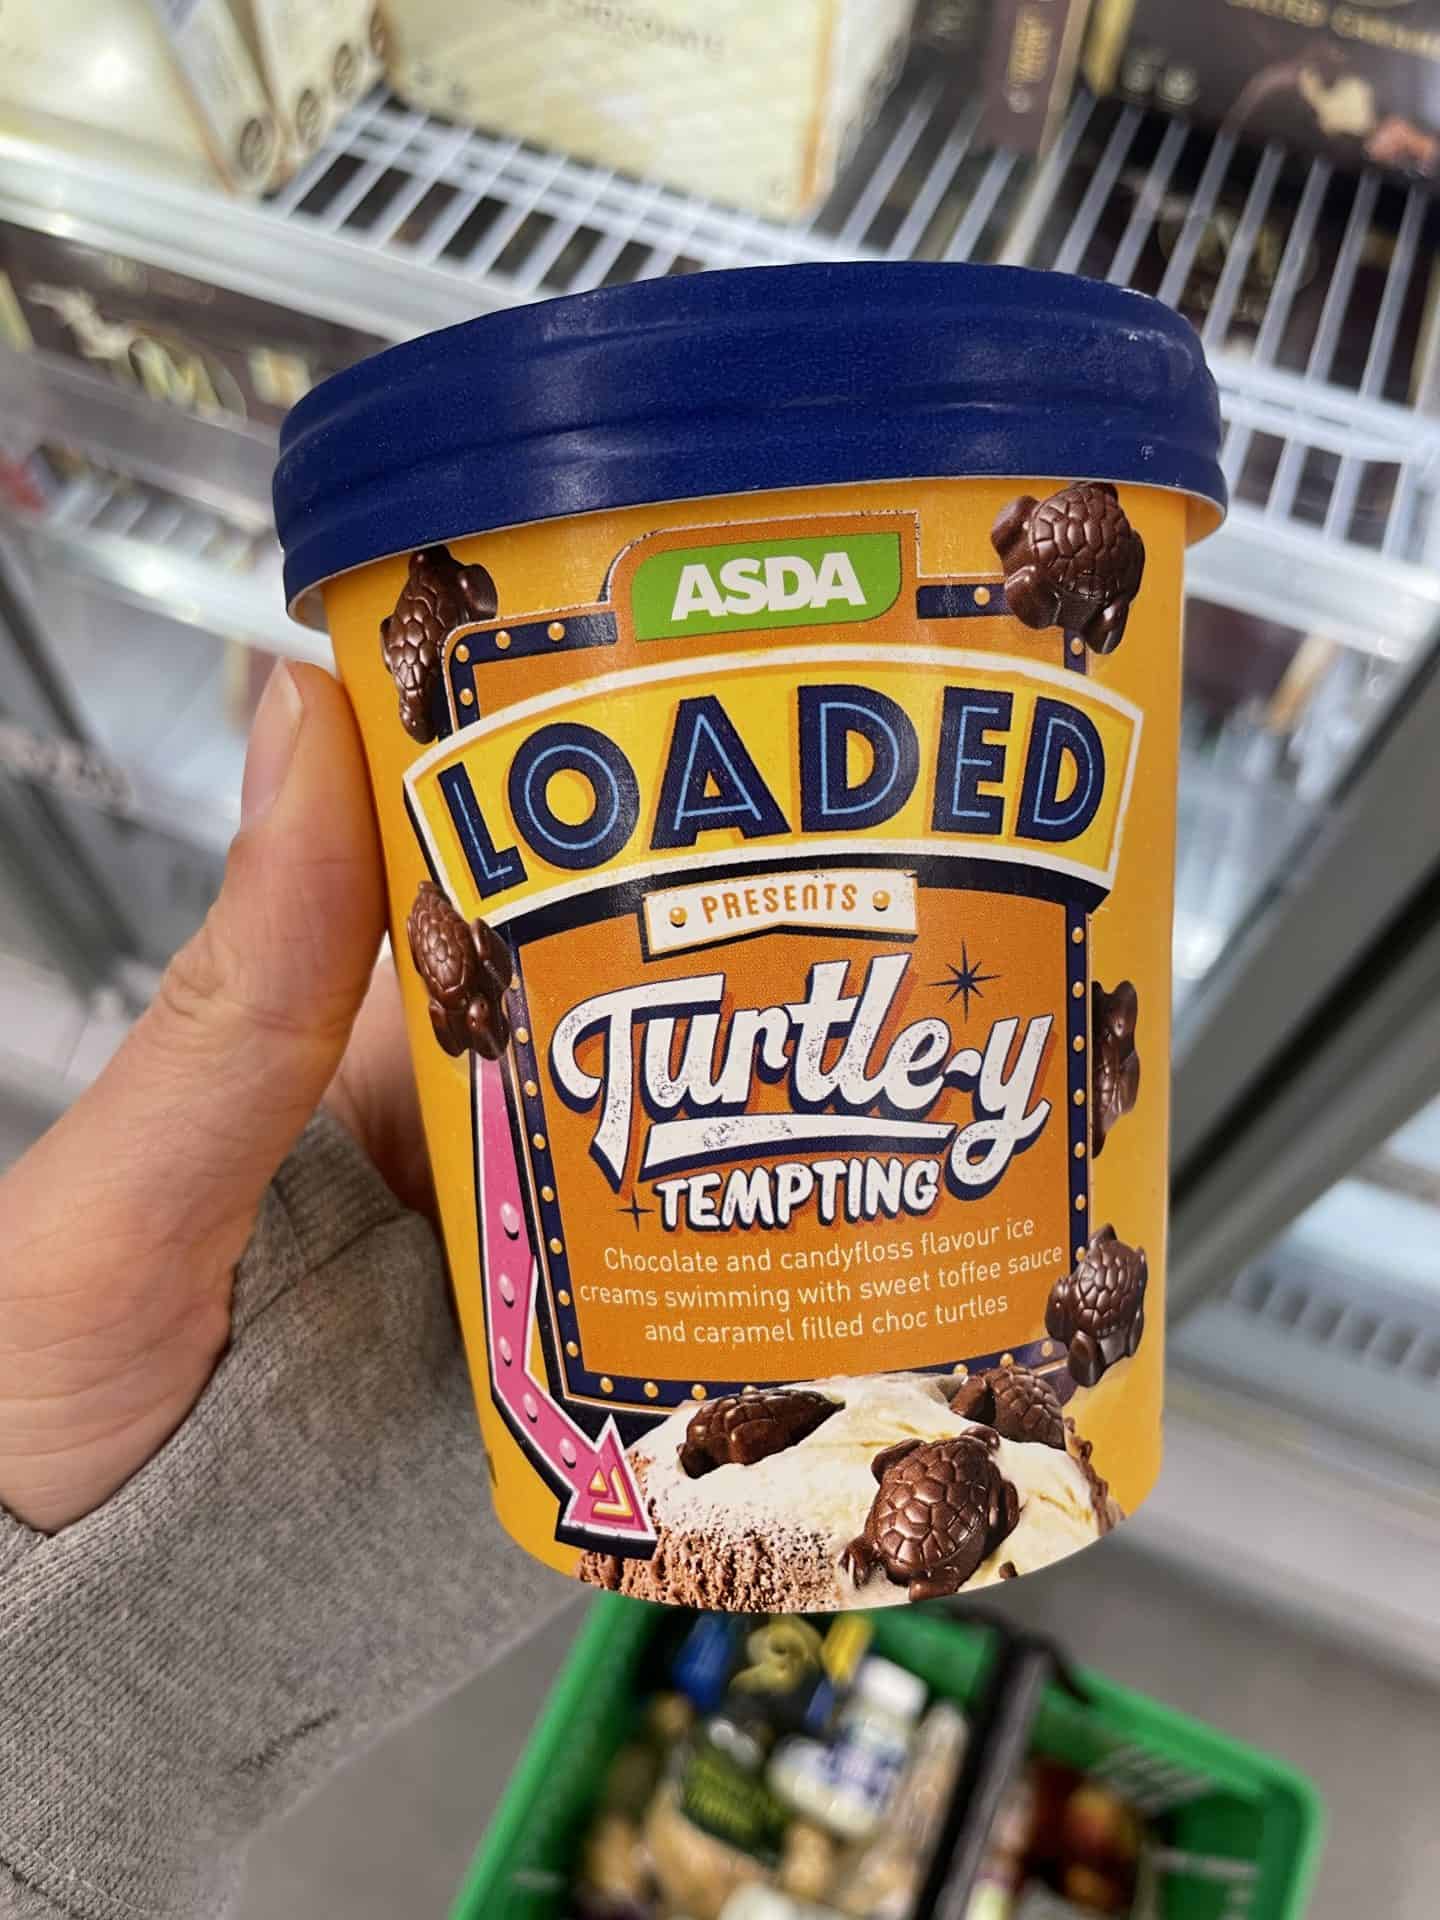 CHOCOLATE
ASDA
LOADED
PRESENTS
Turtle-y
TEMPTING
Chocolate and candyfloss flavour ice
creams swimming with sweet toffee sauce
and caramel filled choc turtles